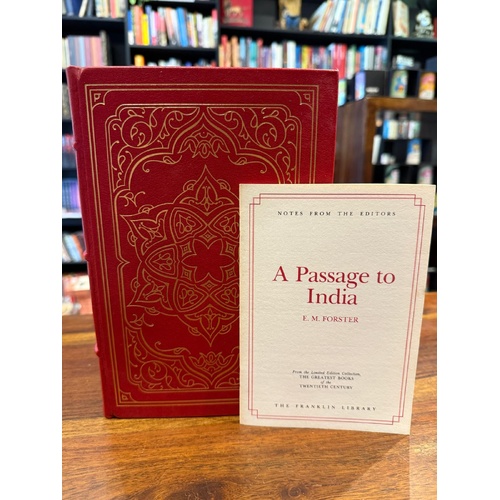 NOTES FROM THE EDITORS
A Passage to
India
E. M. FORSTER
From the Limited Edition Collection,
THE GREATEST BOOKS
of the
TWENTIETH CENTURY
THE FRANKLIN LIBRARY